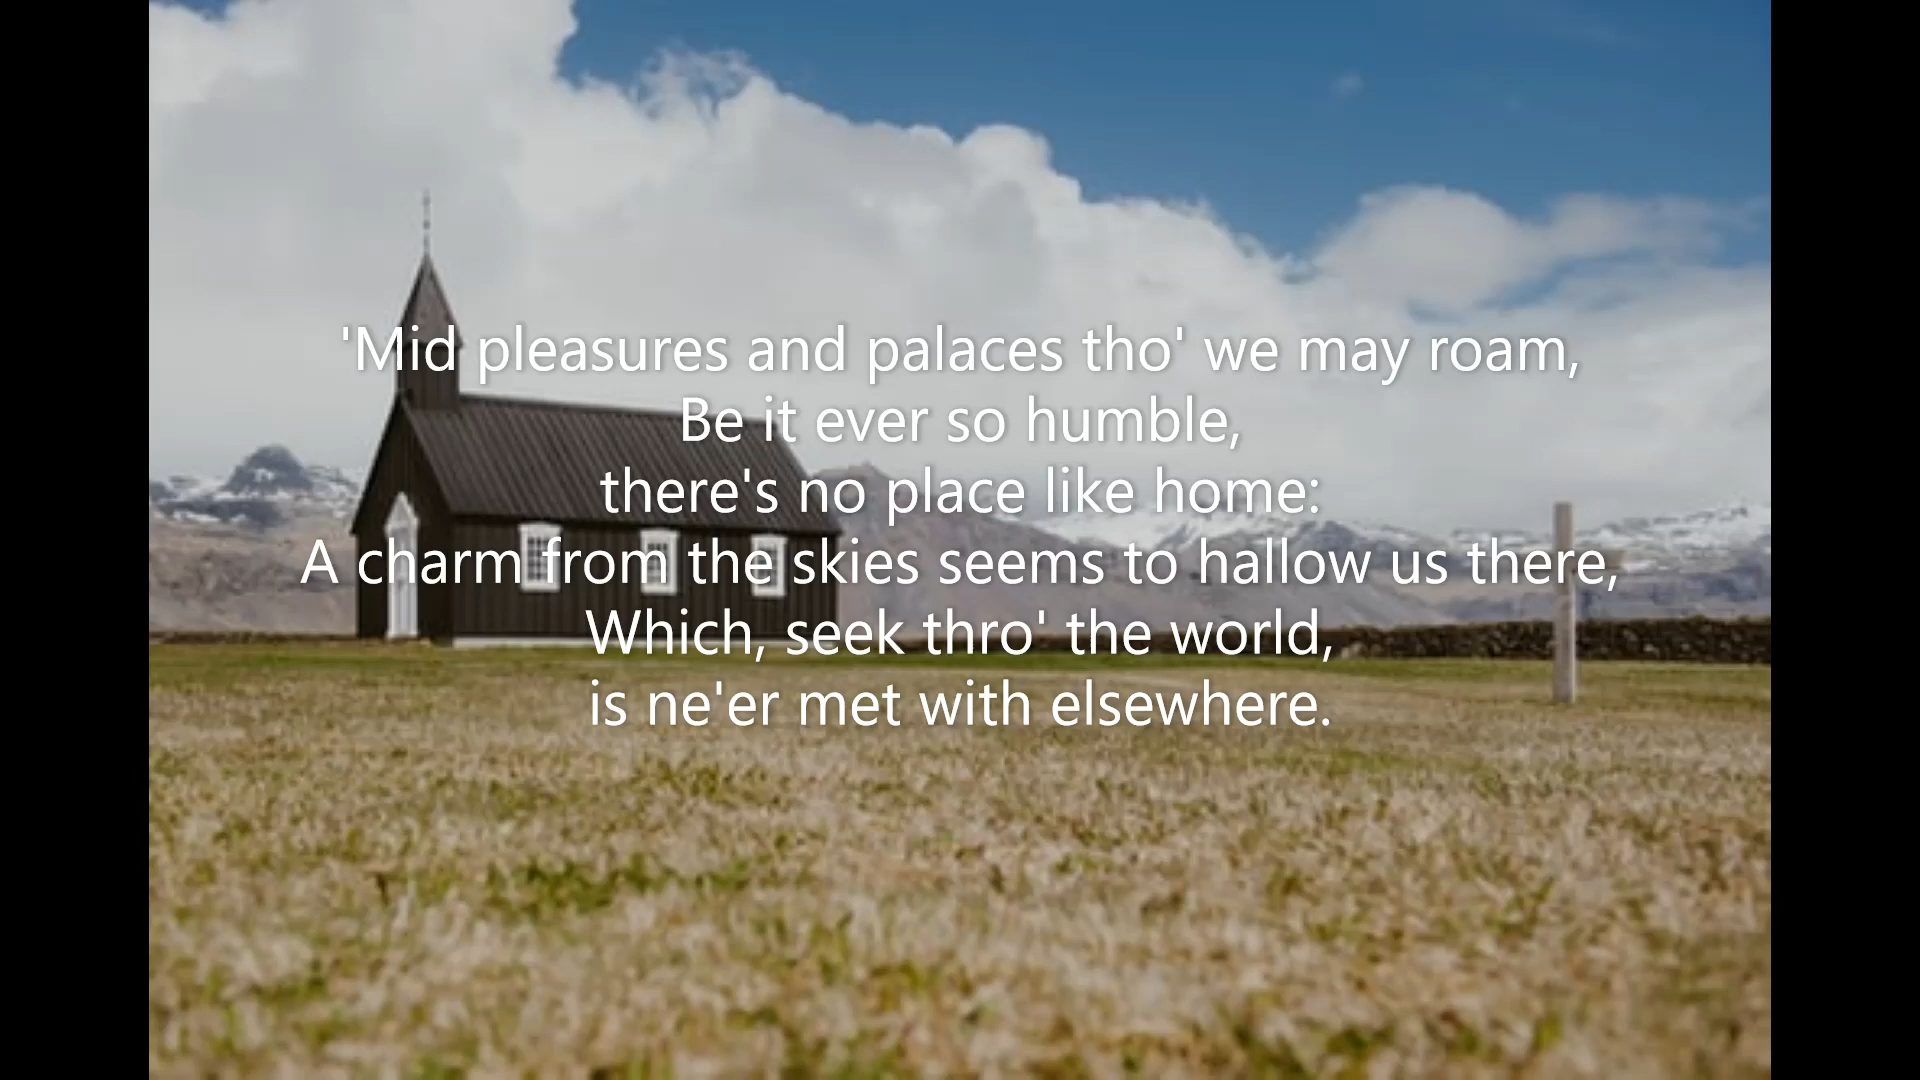 'Mid pleasures and palaces tho' we may roam,
Be it ever so humble,
there's no place like home:
A charm from the skies seems to hallow us there,
Which, seek thro' the world,
is ne'er met with elsewhere.